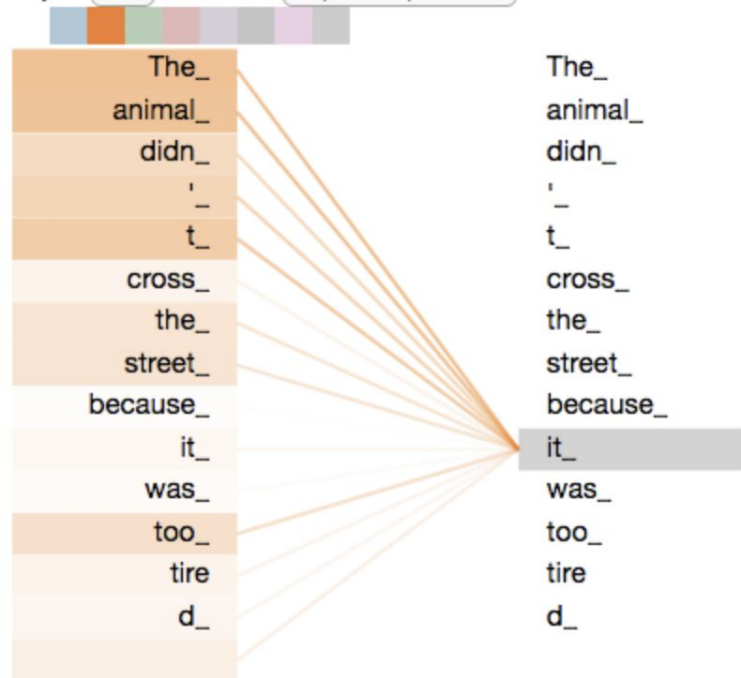 The_ The_
animal_ animal_
didn_ didn_
'_ '_
t_ t_
cross_ cross_
the_ the_
street_ street_
because_ because_
it_ it_
was_ was_
too_ too_
tire tire
d_ d_